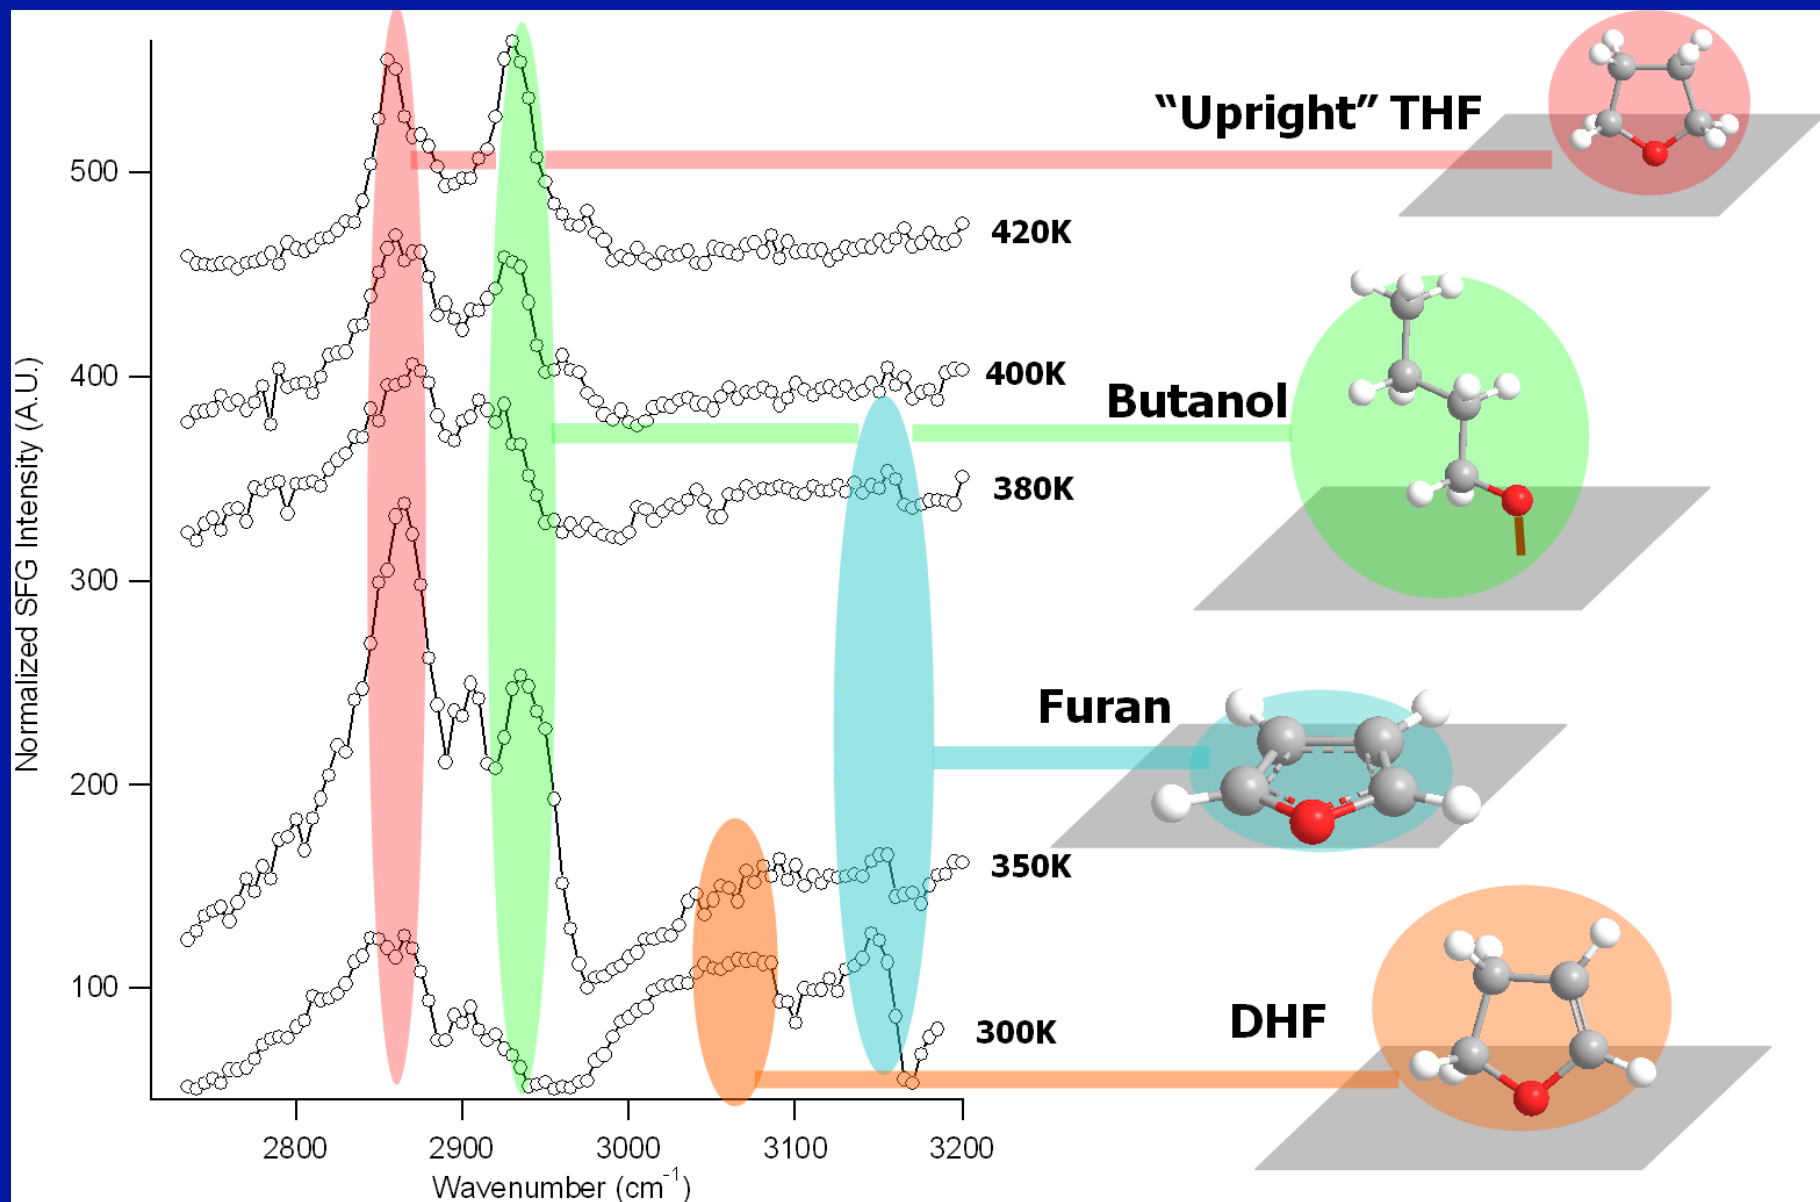 “Upright” THF
500
420K
400K
400
Butanol
380K
Normalized SFG Intensity (A.U.)
300
Furan
200
350K
DHF
300K
100
2800 2900 3000 3100 3200
Wavenumber (cm⁻¹)